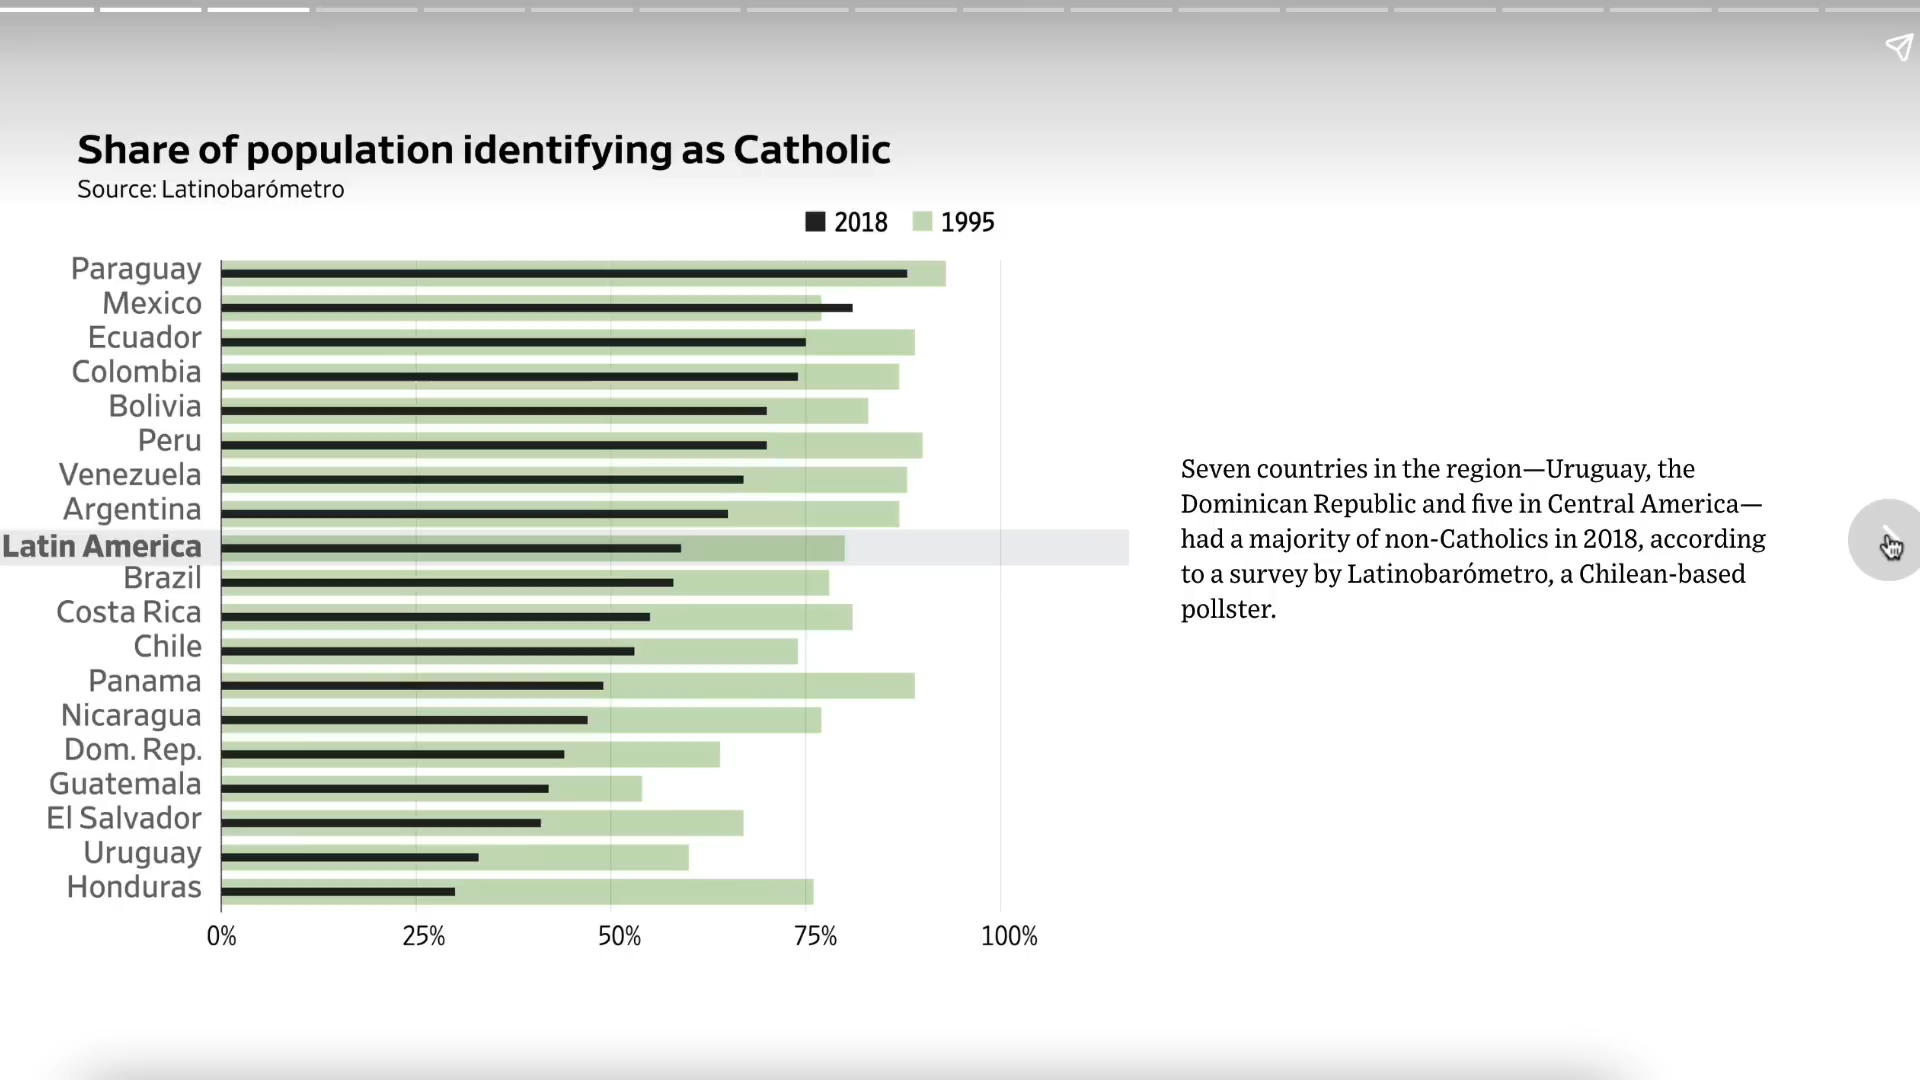 Share of population identifying as Catholic
Source: Latinobarómetro
2018 1995
Paraguay
Mexico
Ecuador
Colombia
Bolivia
Peru
Venezuela
Argentina
Latin America
Brazil
Costa Rica
Chile
Panama
Nicaragua
Dom. Rep.
Guatemala
El Salvador
Uruguay
Honduras
0% 25% 50% 75% 100%
Seven countries in the region—Uruguay, the
Dominican Republic and five in Central America—
had a majority of non-Catholics in 2018, according
to a survey by Latinobarómetro, a Chilean-based
pollster.